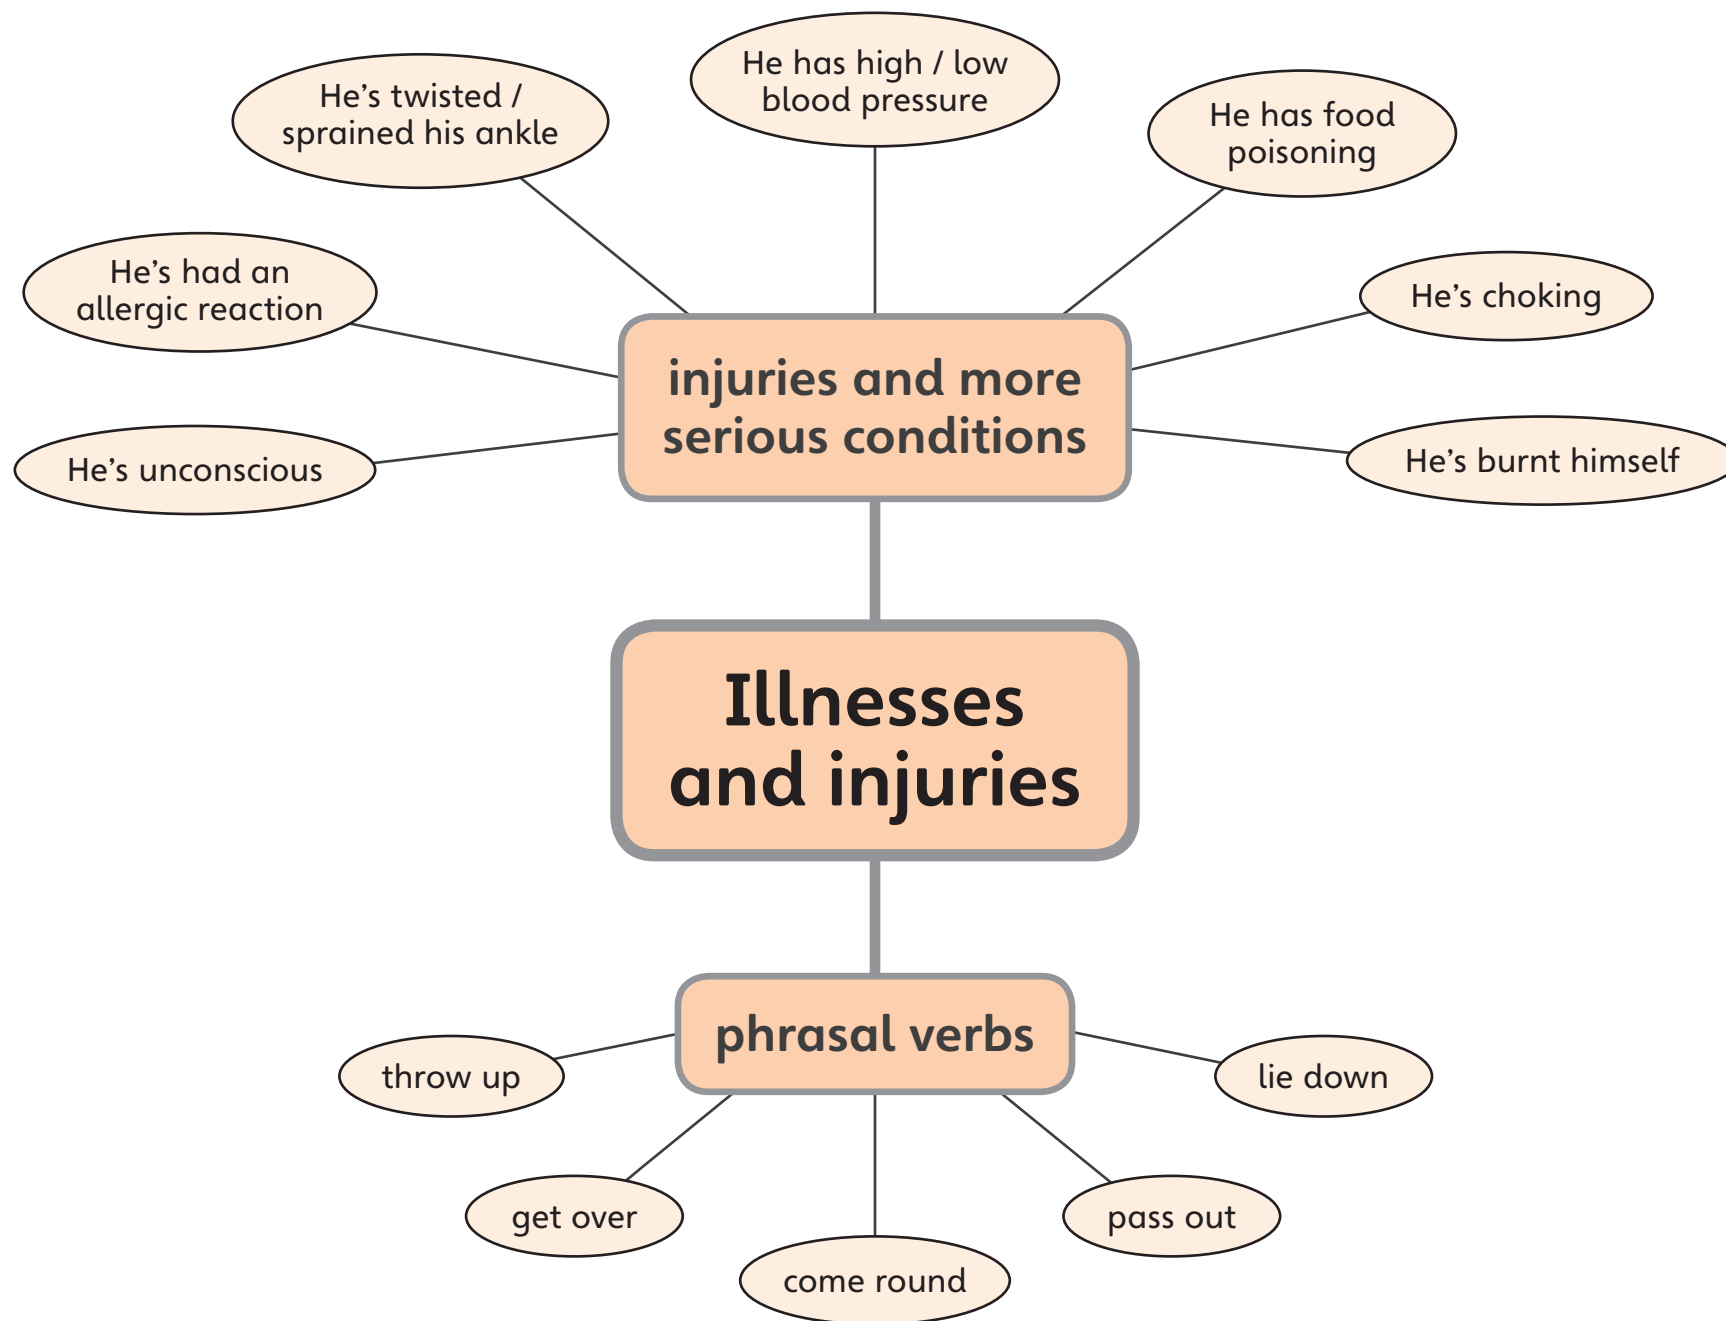 He has high / low
blood pressure
He's twisted /
sprained his ankle
He has food
poisoning
He's had an
allergic reaction
He's choking
injuries and more
serious conditions
He's unconscious
He's burnt himself
Illnesses
and injuries
phrasal verbs
throw up
lie down
get over
pass out
come round